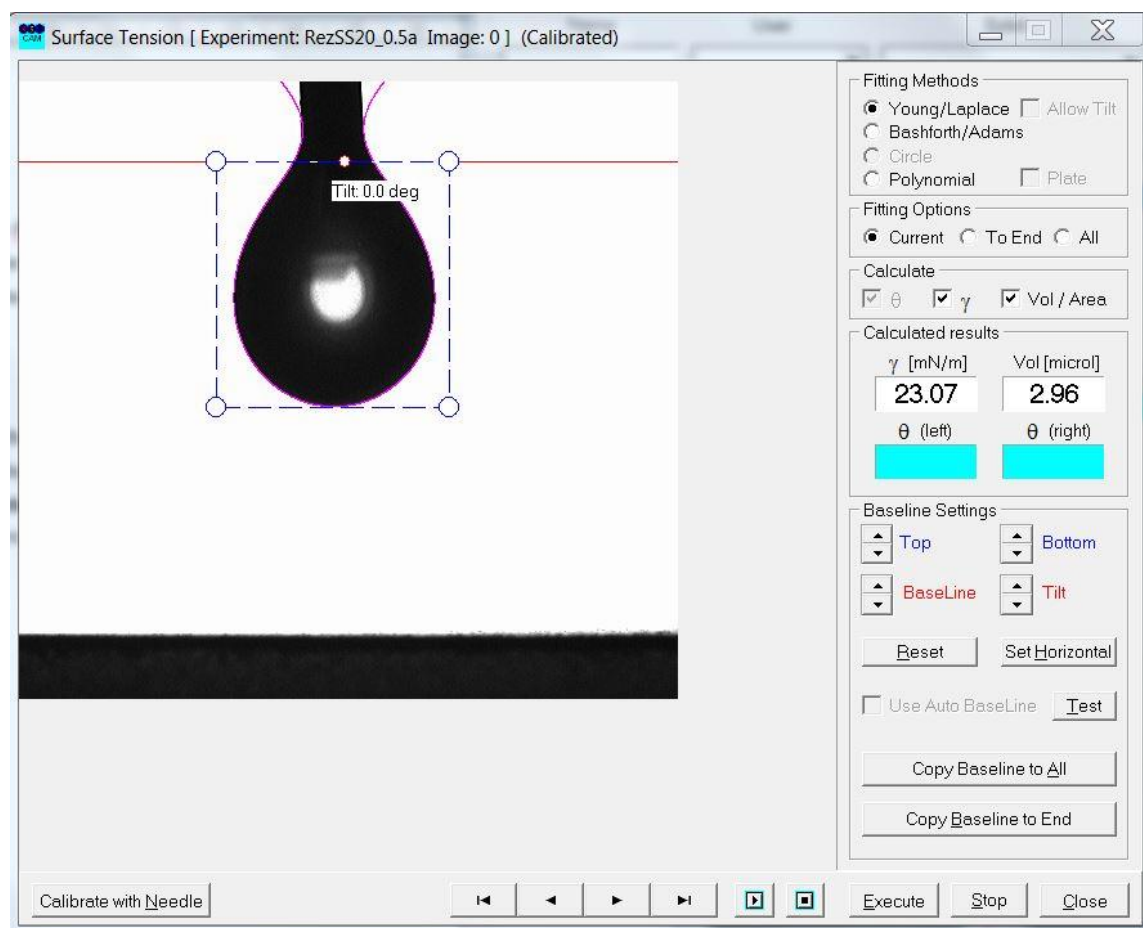 CAM Surface Tension [ Experiment: RezSS20_0.5a Image: 0 ] (Calibrated)
Tilt: 0.0 deg
Fitting Methods
Young/Laplace Allow Tilt
Bashforth/Adams
Circle
Polynomial Plate
Fitting Options
Current To End All
Calculate
θ γ Vol / Area
Calculated results
γ [mN/m] Vol [microl]
23.07 2.96
θ (left) θ (right)
Baseline Settings
Top Bottom
BaseLine Tilt
Reset Set Horizontal
Use Auto BaseLine Test
Copy Baseline to All
Copy Baseline to End
Calibrate with Needle Execute Stop Close